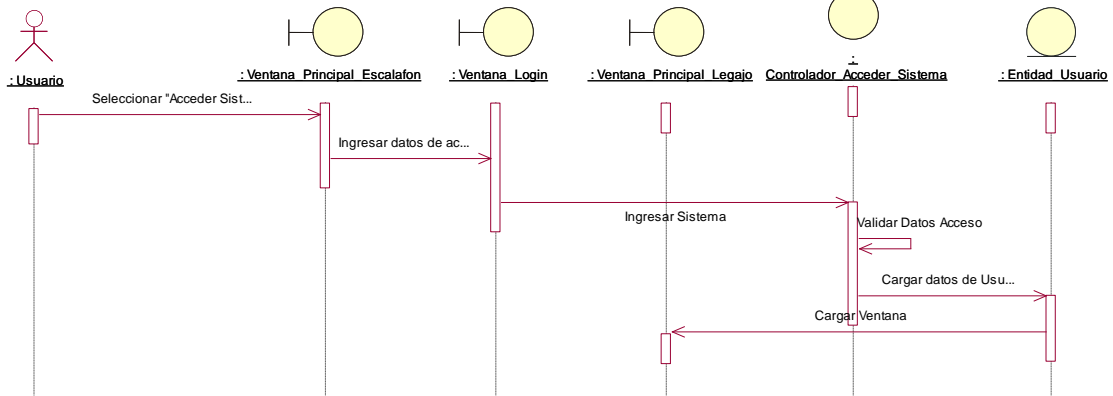 : Usuario
: Ventana_Principal_Escalafon
: Ventana_Login
: Ventana_Principal_Legajo
:
Controlador_Acceder_Sistema
: Entidad_Usuario
Seleccionar "Acceder Sist...
Ingresar datos de ac...
Ingresar Sistema
Validar Datos Acceso
Cargar datos de Usu...
Cargar Ventana